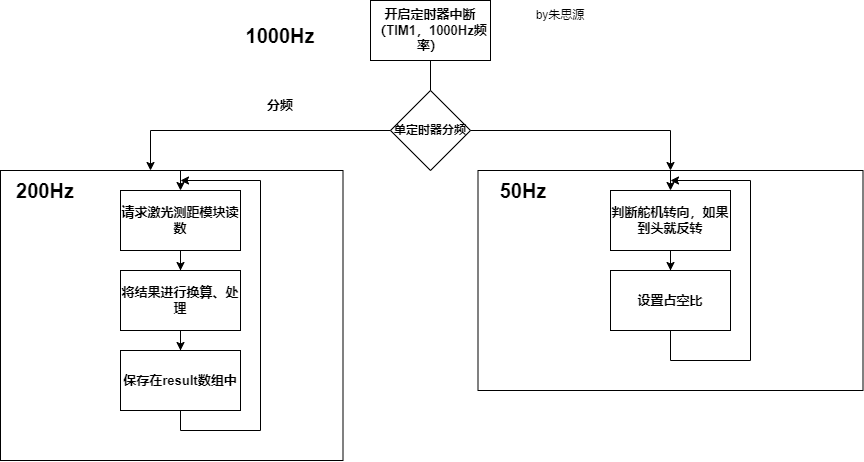 开启定时器中断
（TIM1，1000Hz频
率）
by朱思源
1000Hz
分频
单定时器分频
200Hz
请求激光测距模块读
数
将结果进行换算、处
理
保存在result数组中
50Hz
判断舵机转向，如果
到头就反转
设置占空比